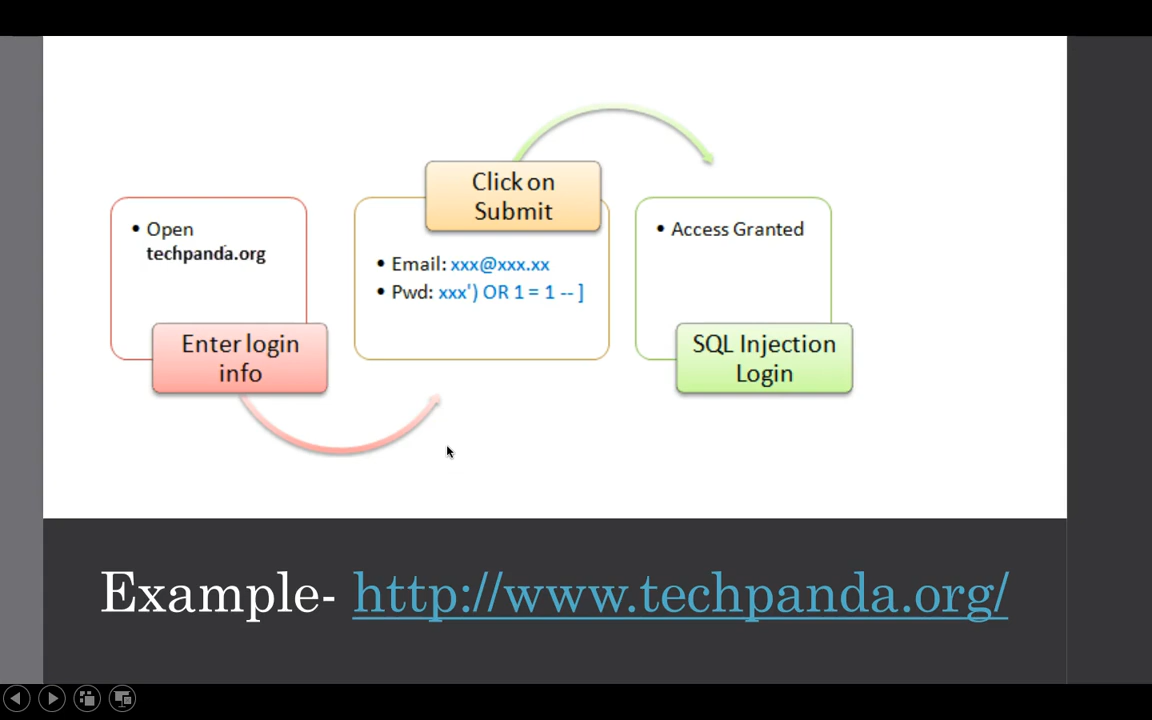 • Open
techpanda.org
Enter login
info
Click on
Submit
• Email: xxx@xxx.xx
• Pwd: xxx') OR 1 = 1 -- ]
• Access Granted
SQL Injection
Login
Example- http://www.techpanda.org/